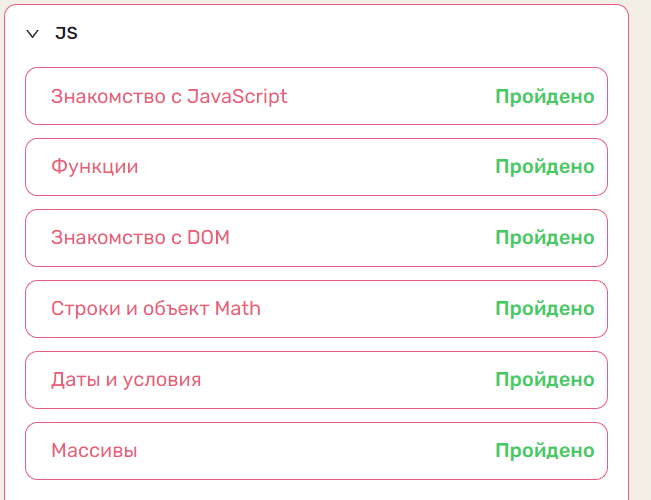 JS
Знакомство с JavaScript Пройдено
Функции Пройдено
Знакомство с DOM Пройдено
Строки и объект Math Пройдено
Даты и условия Пройдено
Массивы Пройдено